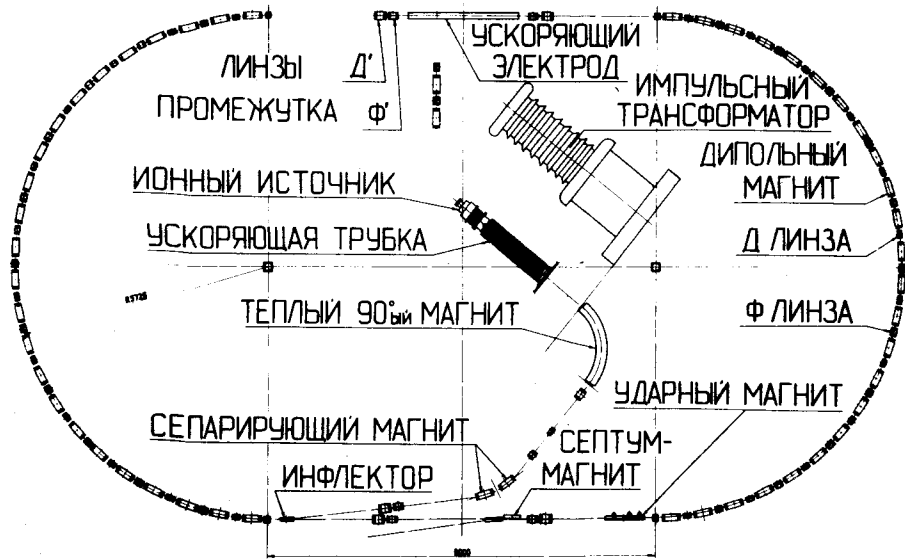 УСКОРЯЮЩИЙ
ЭЛЕКТРОД
ЛИНЗЫ Д'
ПРОМЕЖУТКА Ф'
ИМПУЛЬСНЫЙ
ТРАНСФОРМАТОР
ДИПОЛЬНЫЙ
МАГНИТ
ИОННЫЙ ИСТОЧНИК
УСКОРЯЮЩАЯ ТРУБКА
Д ЛИНЗА
ТЕПЛЫЙ 90°ый МАГНИТ
Ф ЛИНЗА
УДАРНЫЙ МАГНИТ
СЕПАРИРУЮЩИЙ МАГНИТ
СЕПТУМ-
МАГНИТ
ИНФЛЕКТОР